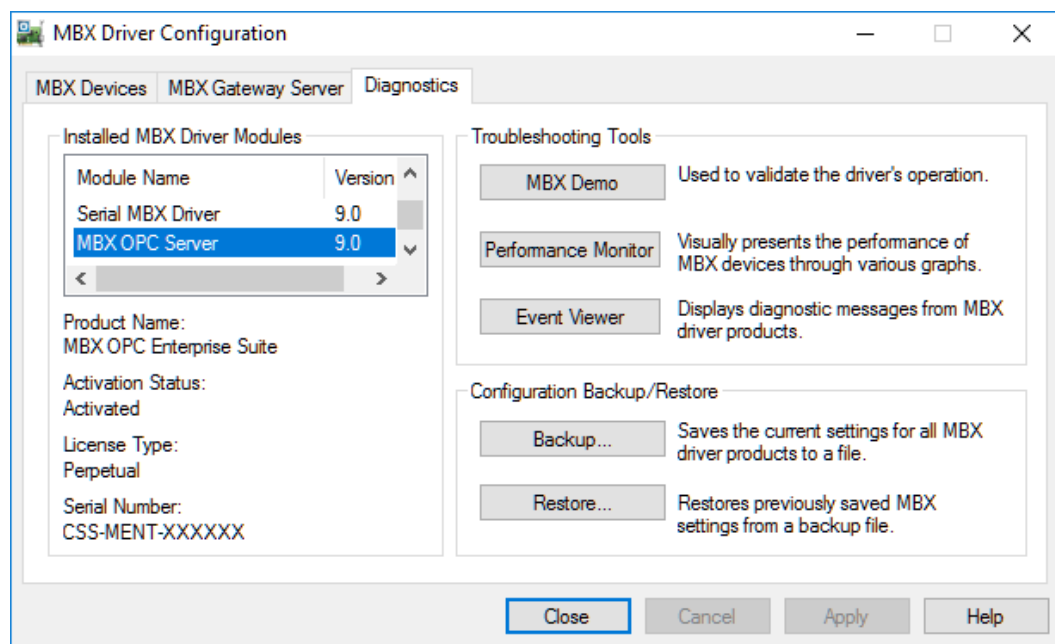 MBX Driver Configuration
MBX Devices MBX Gateway Server Diagnostics
Installed MBX Driver Modules
Module Name Version
Serial MBX Driver 9.0
MBX OPC Server 9.0
Product Name:
MBX OPC Enterprise Suite
Activation Status:
Activated
License Type:
Perpetual
Serial Number:
CSS-MENT-XXXXXX
Troubleshooting Tools
MBX Demo
Used to validate the driver's operation.
Performance Monitor
Visually presents the performance of
MBX devices through various graphs.
Event Viewer
Displays diagnostic messages from MBX
driver products.
Configuration Backup/Restore
Backup...
Saves the current settings for all MBX
driver products to a file.
Restore...
Restores previously saved MBX
settings from a backup file.
Close Cancel Apply Help